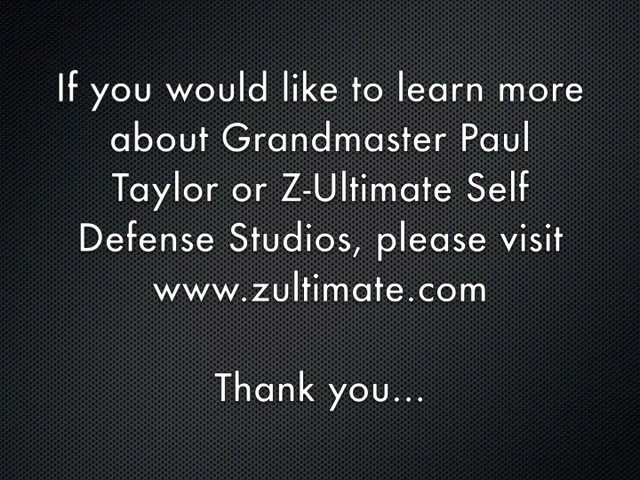 If you would like to learn more
about Grandmaster Paul
Taylor or Z-Ultimate Self
Defense Studios, please visit
www.zultimate.com
Thank you...